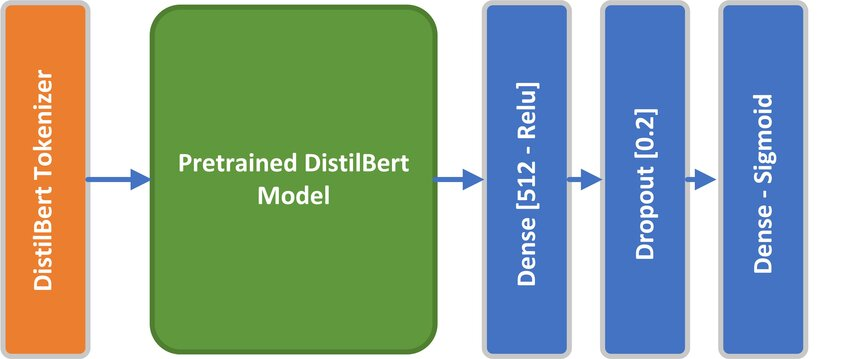 DistilBert Tokenizer
Pretrained DistilBert
Model
Dense [512 - Relu]
Dropout [0.2]
Dense - Sigmoid